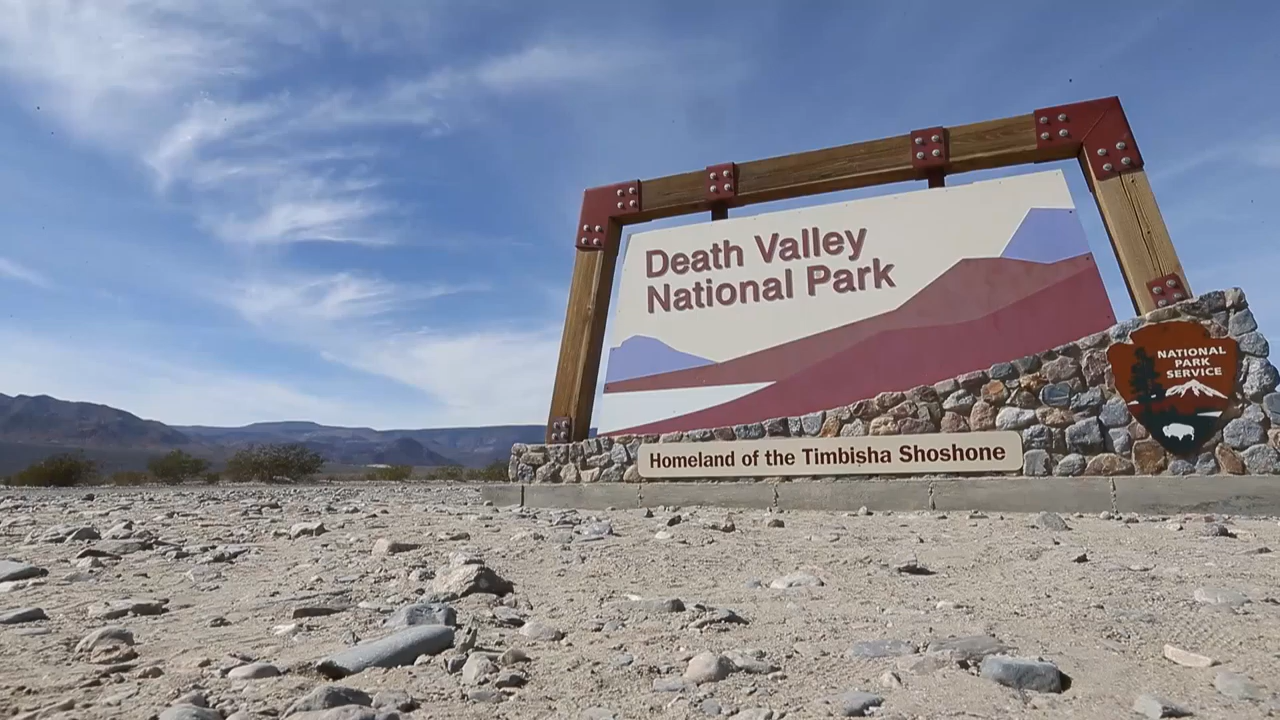 Death Valley
National Park
NATIONAL
PARK
SERVICE
Homeland of the Timbisha Shoshone